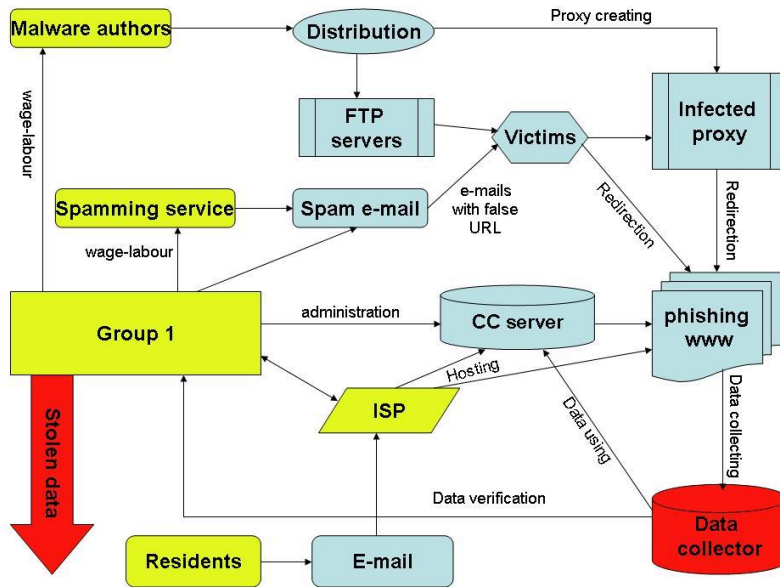 Malware authors
Distribution
Proxy creating
wage-labour
FTP
servers
Victims
Infected
proxy
Spamming service
Spam e-mail
e-mails
with false
URL
Redirection
Redirection
wage-labour
Group 1
administration
CC server
phishing
www
Hosting
ISP
Stolen data
Data using
Data collecting
Data verification
Data
collector
Residents
E-mail